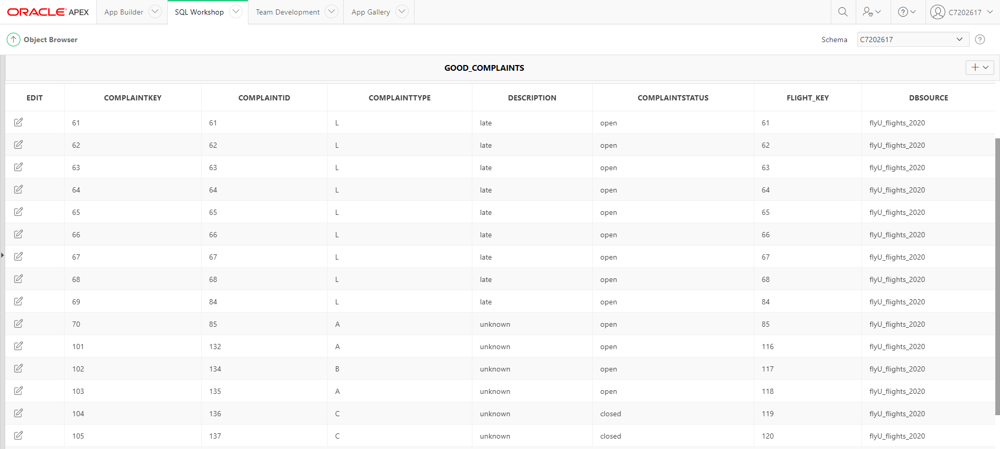 ORACLE APEX App Builder SQL Workshop Team Development App Gallery C7202617
Object Browser Schema C7202617
GOOD_COMPLAINTS
EDIT COMPLAINTKEY COMPLAINTID COMPLAINTTYPE DESCRIPTION COMPLAINTSTATUS FLIGHT_KEY DBSOURCE
61 61 L late open 61 flyU_flights_2020
62 62 L late open 62 flyU_flights_2020
63 63 L late open 63 flyU_flights_2020
64 64 L late open 64 flyU_flights_2020
65 65 L late open 65 flyU_flights_2020
66 66 L late open 66 flyU_flights_2020
67 67 L late open 67 flyU_flights_2020
68 68 L late open 68 flyU_flights_2020
69 84 L late open 84 flyU_flights_2020
70 85 A unknown open 85 flyU_flights_2020
101 132 A unknown open 116 flyU_flights_2020
102 134 B unknown open 117 flyU_flights_2020
103 135 A unknown open 118 flyU_flights_2020
104 136 C unknown closed 119 flyU_flights_2020
105 137 C unknown closed 120 flyU_flights_2020